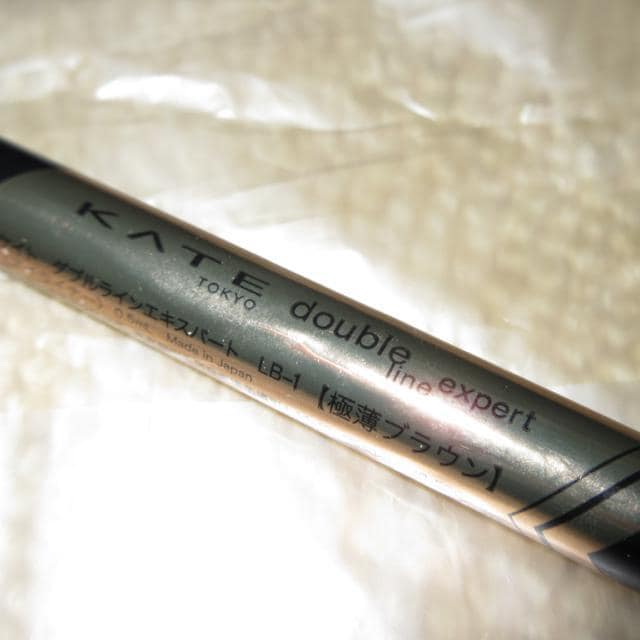 KATE
TOKYO
double
line expert
ダブルラインエキスパート LB-1 【極薄ブラウン】
Made in Japan